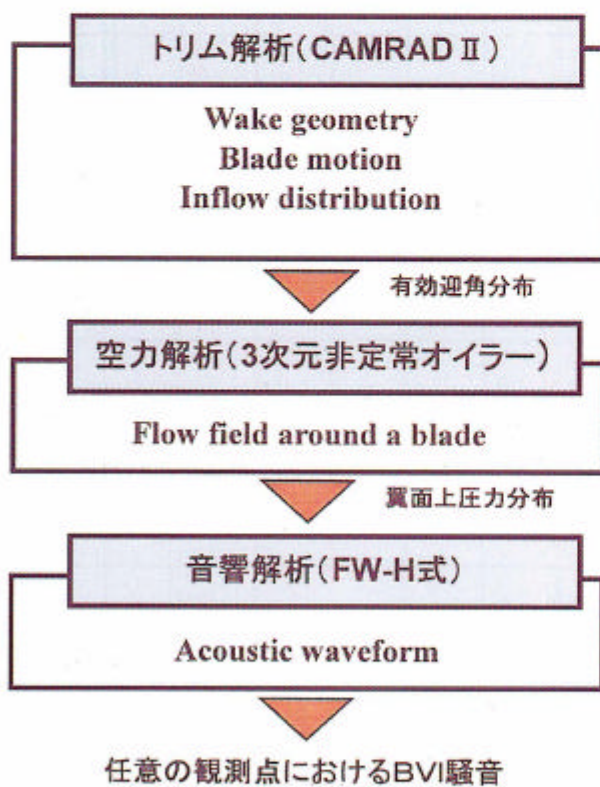 トリム解析(CAMRAD Ⅱ)
Wake geometry
Blade motion
Inflow distribution
有効迎角分布
空力解析(3次元非定常オイラー)
Flow field around a blade
翼面上圧力分布
音響解析(FW-H式)
Acoustic waveform
任意の観測点におけるBVI騒音